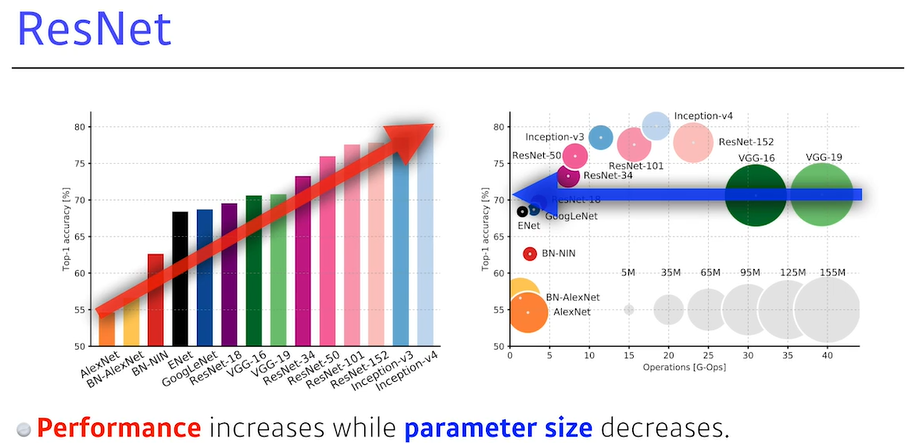 ResNet
80
75
70
65
60
55
50
Top-1 accuracy [%]
AlexNet
BN-AlexNet
BN-NIN
ENet
GoogLeNet
ResNet-18
VGG-16
VGG-19
ResNet-34
ResNet-50
ResNet-101
ResNet-152
Inception-v3
Inception-v4
80
75
70
65
60
55
50
Top-1 accuracy [%]
Inception-v4
Inception-v3
ResNet-152
ResNet-50
ResNet-101
VGG-16
VGG-19
ResNet-34
ResNet-18
GoogLeNet
ENet
BN-NIN
5M 35M 65M 95M 125M 155M
BN-AlexNet
AlexNet
0 5 10 15 20 25 30 35 40
Operations [G-Ops]
Performance increases while parameter size decreases.